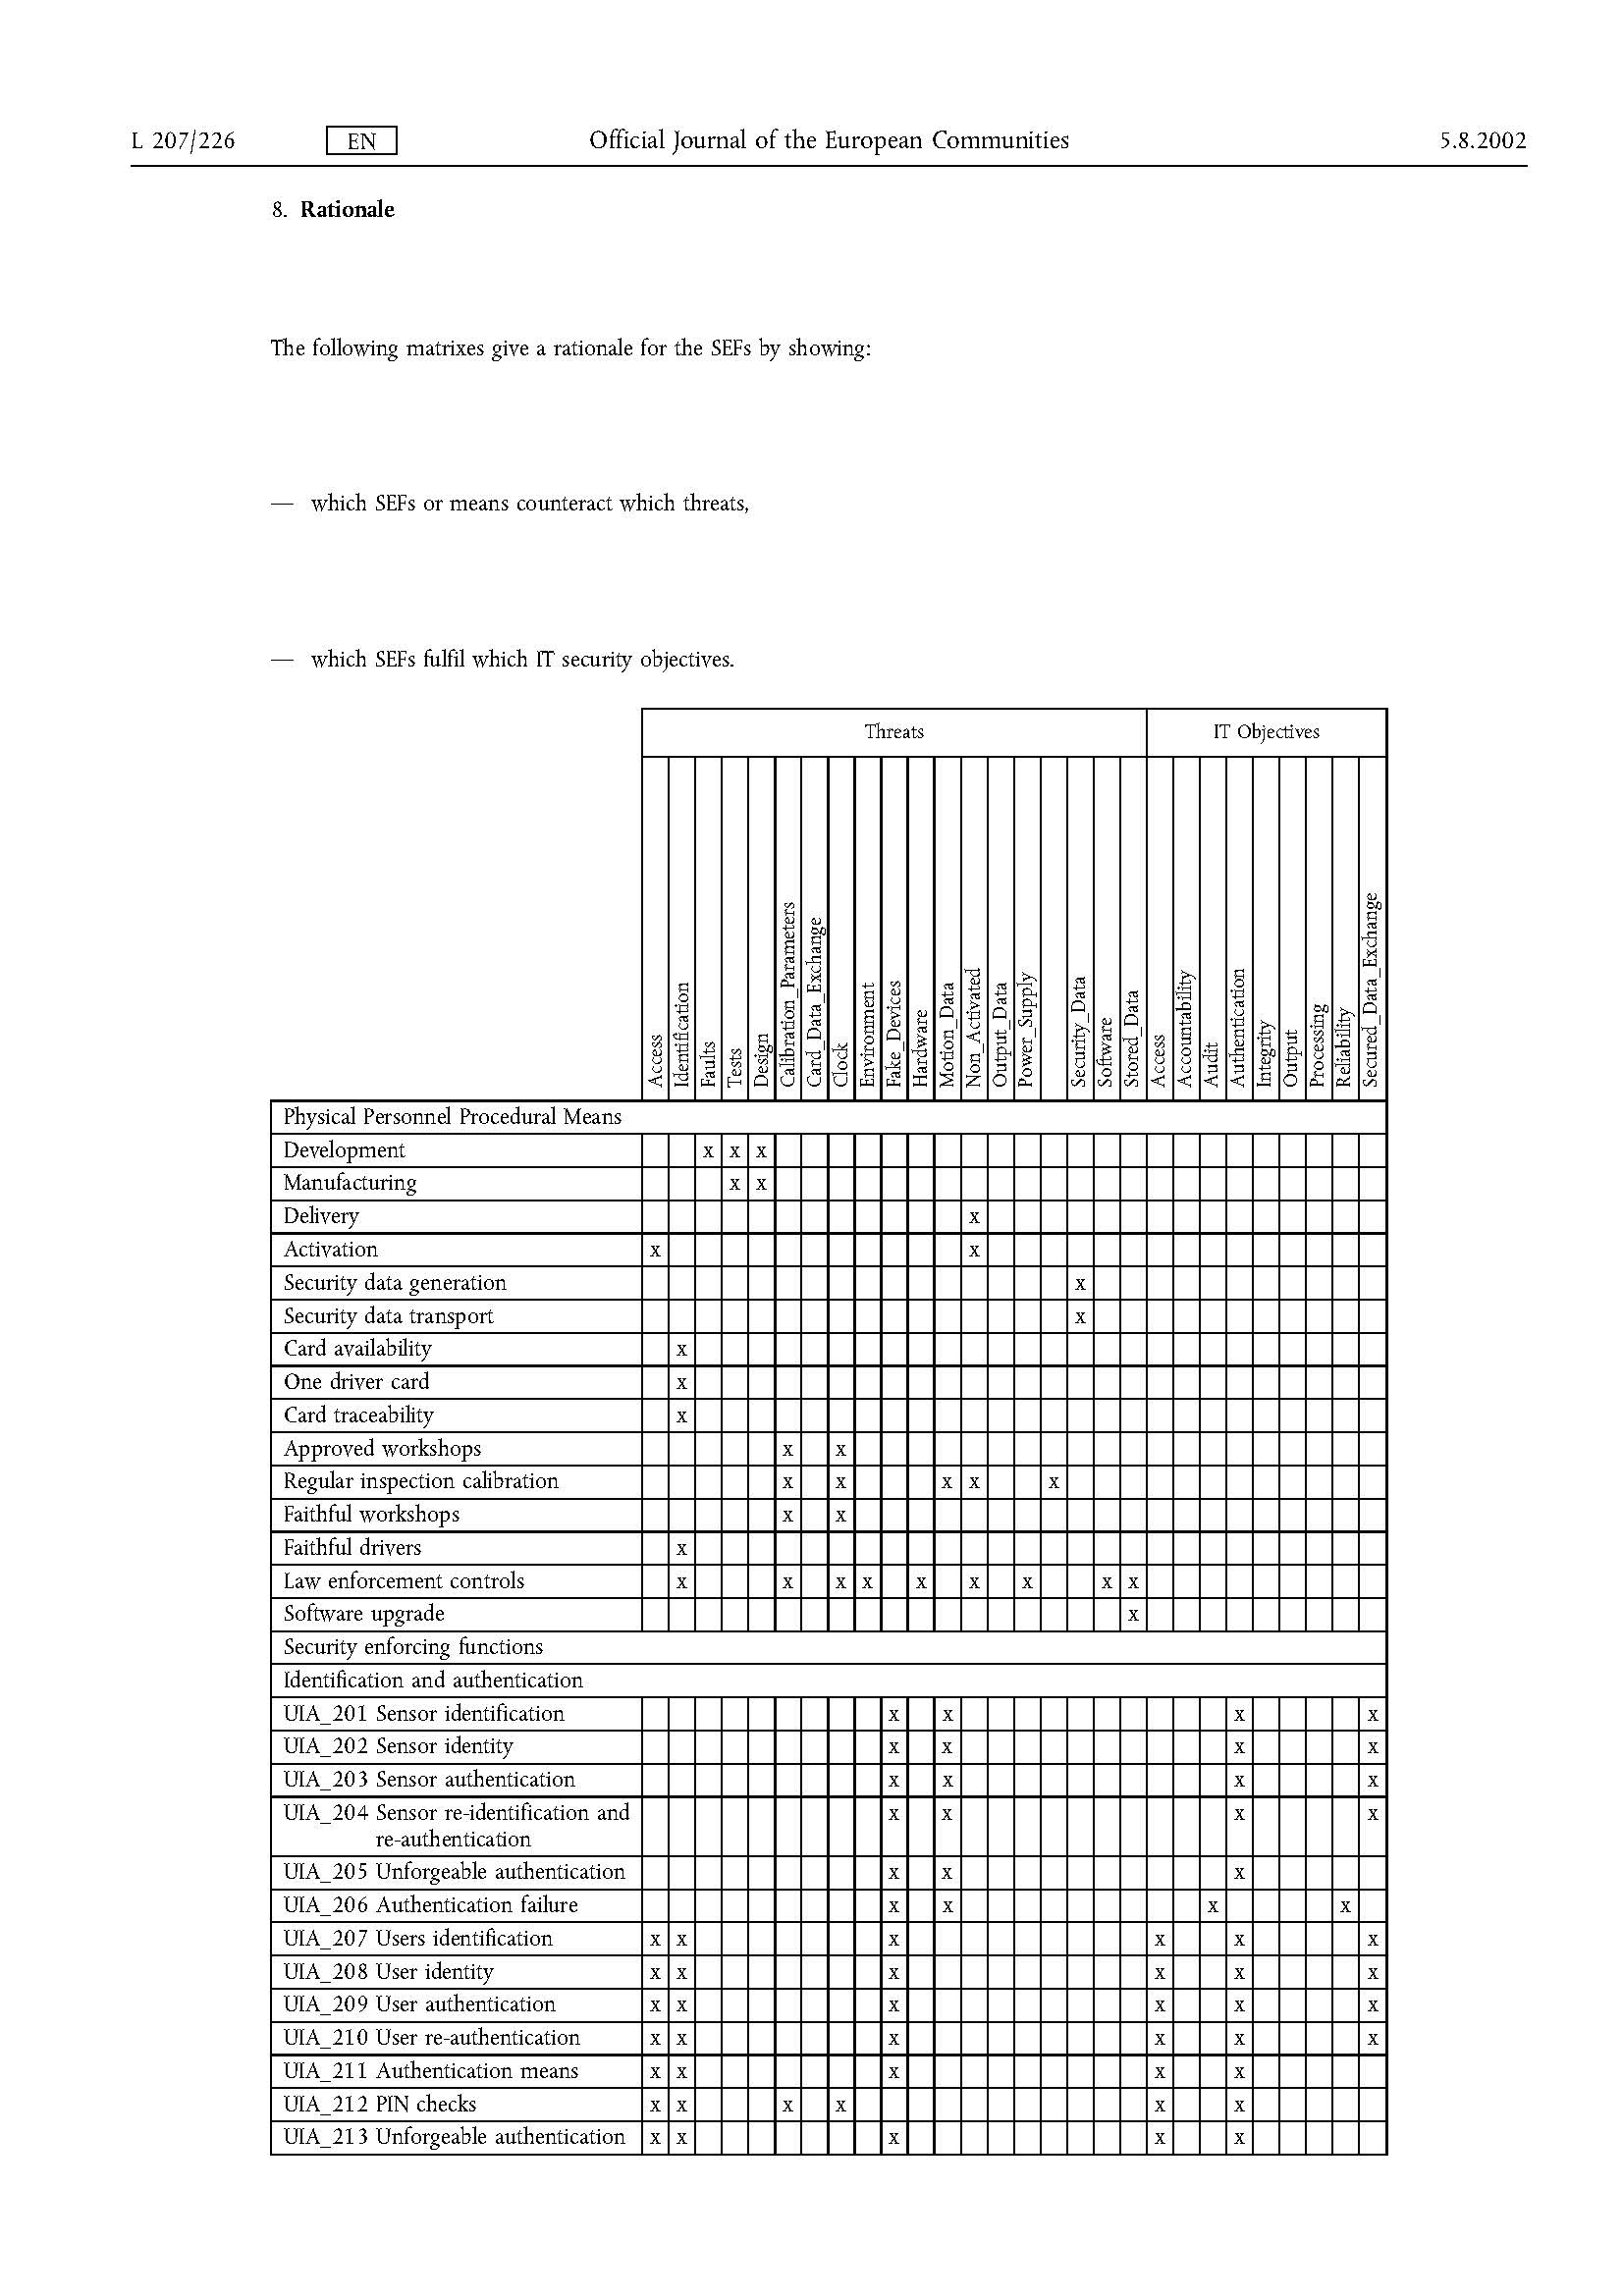 L 207/226 EN Official Journal of the European Communities 5.8.2002
8. Rationale
The following matrixes give a rationale for the SEFs by showing:
— which SEFs or means counteract which threats,
— which SEFs fulfil which IT security objectives.
Threats IT Objectives
Access Identification Faults Tests Design Calibration_Parameters Card_Data_Exchange Clock Environment Fake_Devices Hardware Motion_Data Non_Activated Output_Data Power_Supply Security_Data Software Stored_Data Access Accountability Audit Authentication Integrity Output Processing Reliability Secured_Data_Exchange
Physical Personnel Procedural Means
Development x x x
Manufacturing x x
Delivery x
Activation x x
Security data generation x
Security data transport x
Card availability x
One driver card x
Card traceability x
Approved workshops x x
Regular inspection calibration x x x x x
Faithful workshops x x
Faithful drivers x
Law enforcement controls x x x x x x x x x
Software upgrade x
Security enforcing functions
Identification and authentication
UIA_201 Sensor identification x x x x
UIA_202 Sensor identity x x x x
UIA_203 Sensor authentication x x x x
UIA_204 Sensor re-identification and x x x x
re-authentication
UIA_205 Unforgeable authentication x x x
UIA_206 Authentication failure x x x x
UIA_207 Users identification x x x x x x
UIA_208 User identity x x x x x x
UIA_209 User authentication x x x x x x
UIA_210 User re-authentication x x x x x x
UIA_211 Authentication means x x x x x
UIA_212 PIN checks x x x x x x
UIA_213 Unforgeable authentication x x x x x